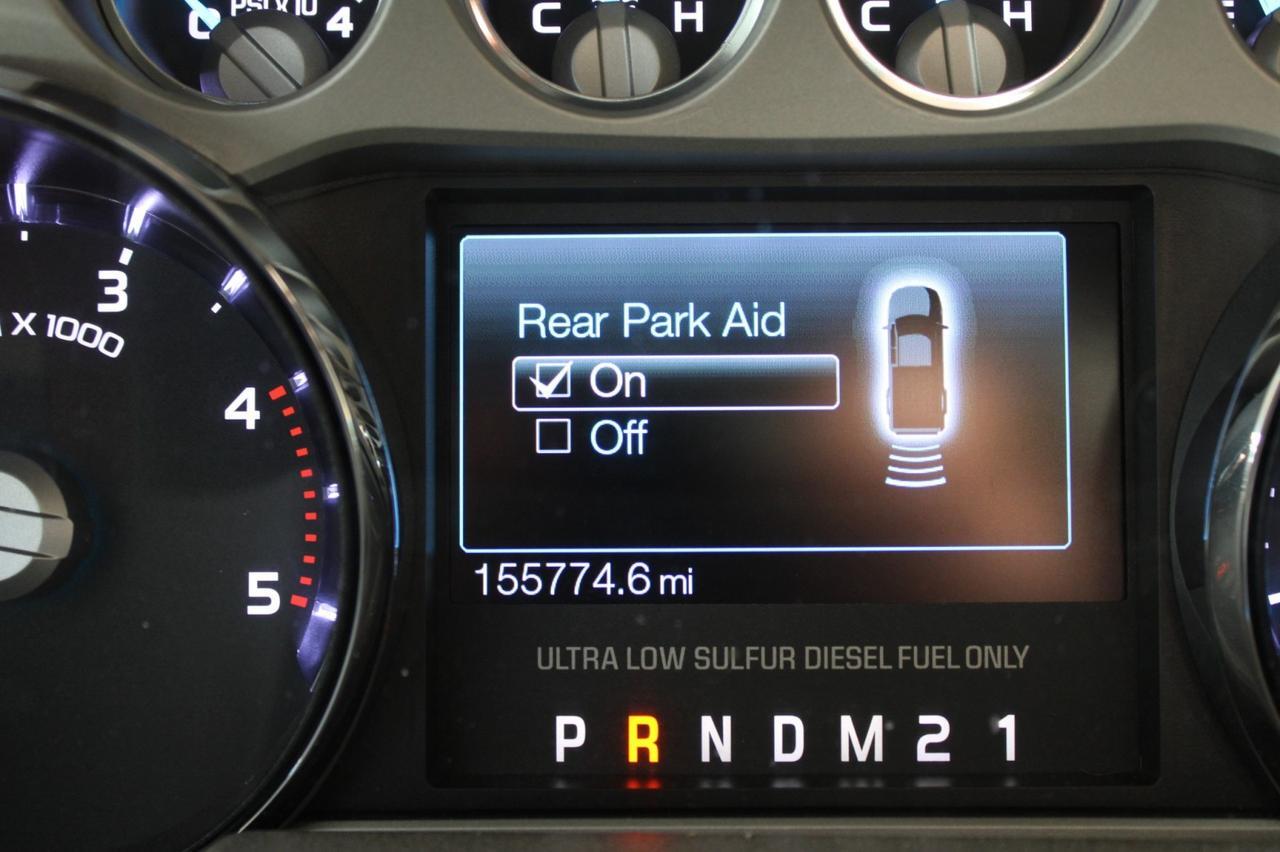 0 PSI X 10 4
C H
C H
E
3
X 1000
4
5
Rear Park Aid
On
Off
155774.6 mi
ULTRA LOW SULFUR DIESEL FUEL ONLY
P R N D M 2 1